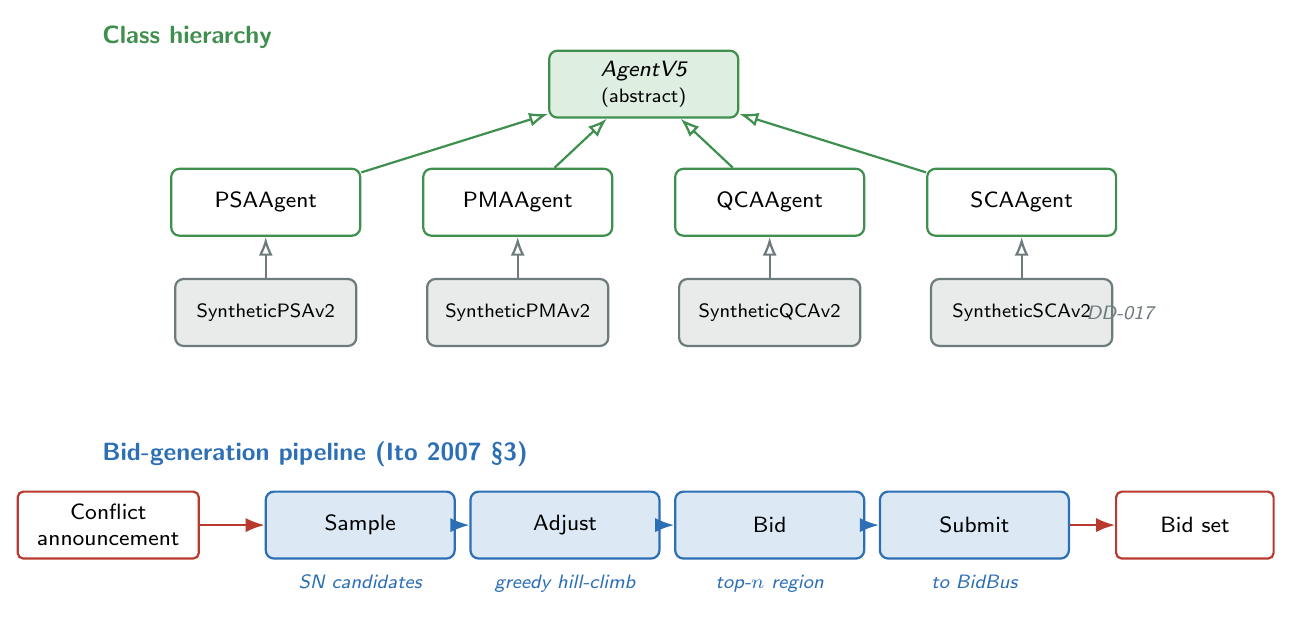 Class hierarchy
AgentV5
(abstract)
PSAAgent
PMAAgent
QCAAgent
SCAAgent
SyntheticPSAv2
SyntheticPMAv2
SyntheticQCAv2
SyntheticSCAv2
DD-017
Bid-generation pipeline (Ito 2007 §3)
Conflict
announcement
Sample
Adjust
Bid
Submit
Bid set
SN candidates
greedy hill-climb
top-n region
to BidBus